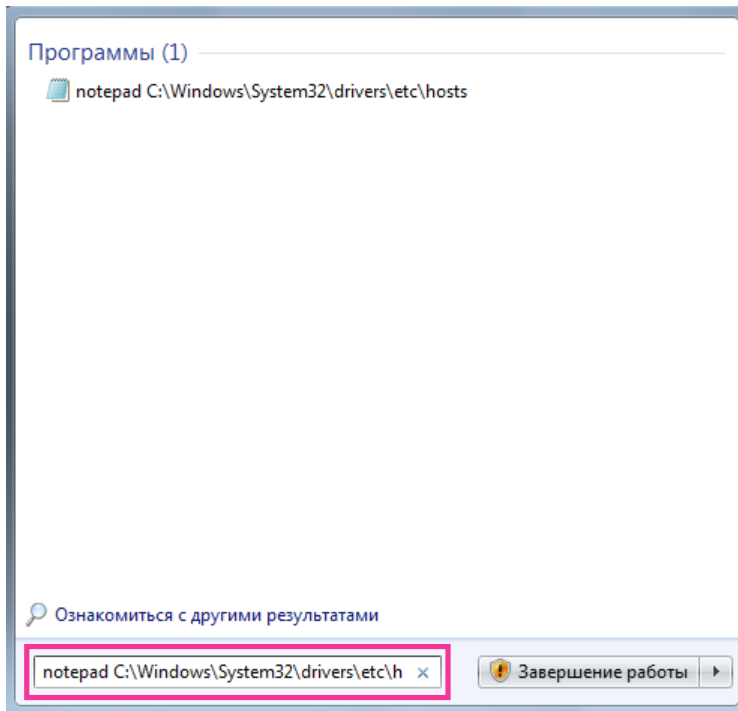 Программы (1)
notepad C:\Windows\System32\drivers\etc\hosts
Ознакомиться с другими результатами
notepad C:\Windows\System32\drivers\etc\h
Завершение работы